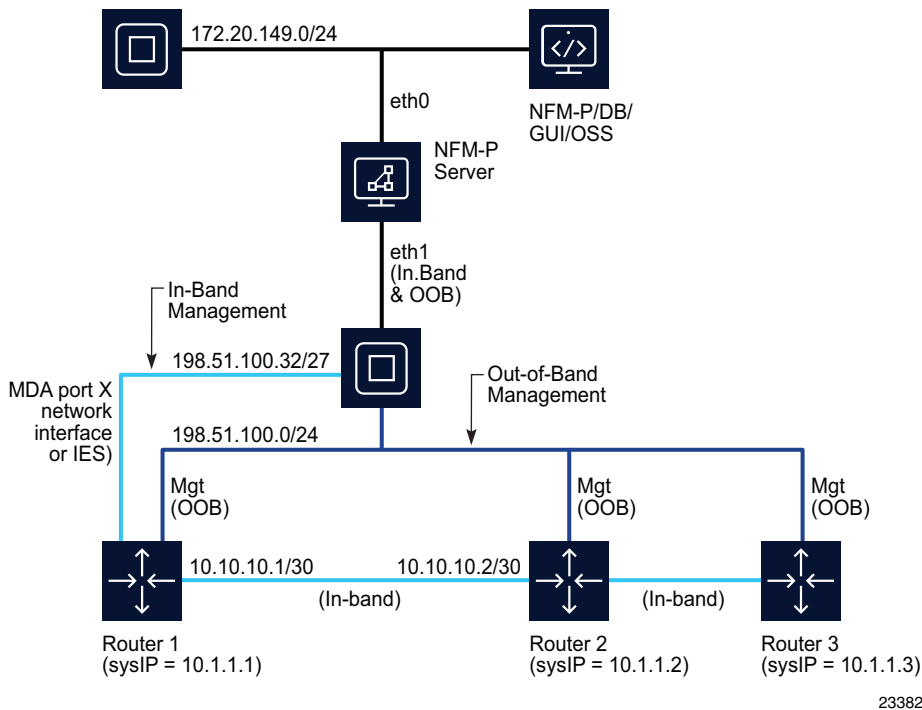 172.20.149.0/24
eth0
NFM-P/DB/
GUI/OSS
NFM-P
Server
eth1
(In.Band
& OOB)
In-Band
Management
198.51.100.32/27
MDA port X
network
interface
or IES)
Out-of-Band
Management
198.51.100.0/24
Mgt
(OOB)
Mgt
(OOB)
Mgt
(OOB)
10.10.10.1/30
10.10.10.2/30
(In-band)
(In-band)
Router 1
(sysIP = 10.1.1.1)
Router 2
(sysIP = 10.1.1.2)
Router 3
(sysIP = 10.1.1.3)
23382